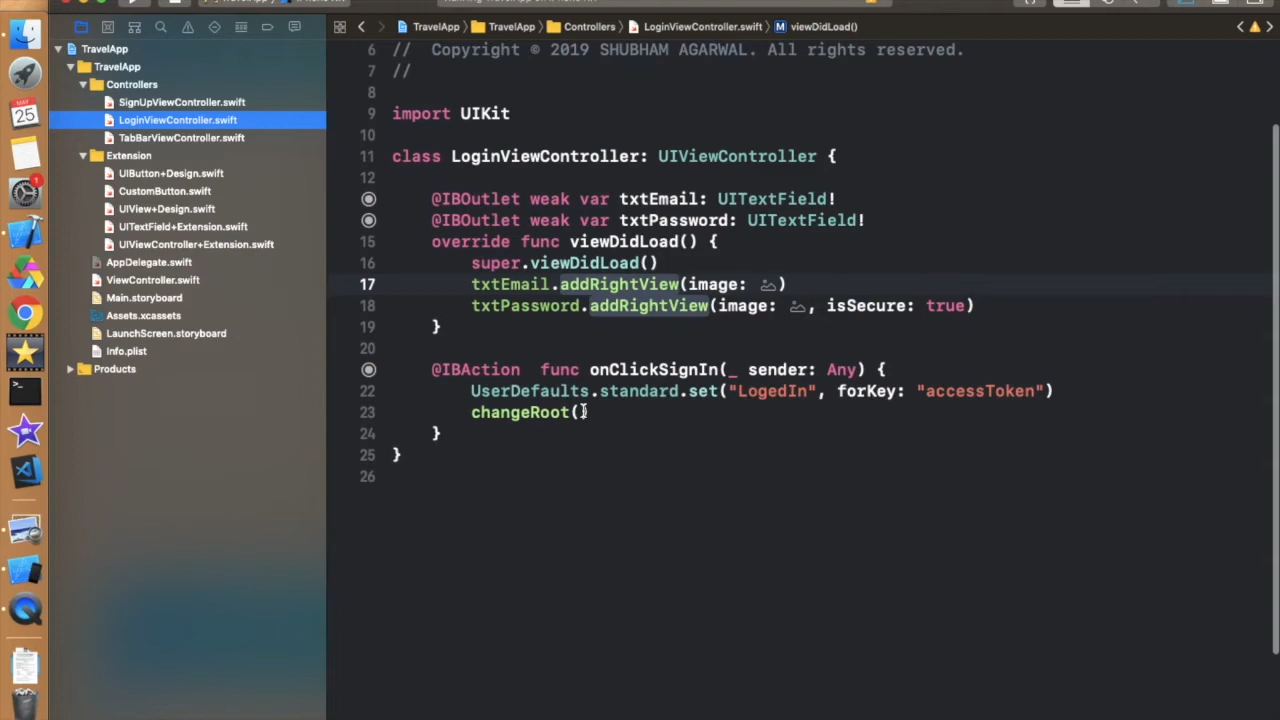 TravelApp
TravelApp
Controllers
SignUpViewController.swift
LoginViewController.swift
TabBarViewController.swift
Extension
UIButton+Design.swift
CustomButton.swift
UIView+Design.swift
UITextField+Extension.swift
UIViewController+Extension.swift
AppDelegate.swift
ViewController.swift
Main.storyboard
Assets.xcassets
LaunchScreen.storyboard
Info.plist
Products
TravelApp TravelApp Controllers LoginViewController.swift M viewDidLoad()
6 // Copyright © 2019 SHUBHAM AGARWAL. All rights reserved.
7 //
8
9 import UIKit
10
11 class LoginViewController: UIViewController {
12
@IBOutlet weak var txtEmail: UITextField!
@IBOutlet weak var txtPassword: UITextField!
15 override func viewDidLoad() {
16 super.viewDidLoad()
17 txtEmail.addRightView(image: )
18 txtPassword.addRightView(image: , isSecure: true)
19 }
20
@IBAction func onClickSignIn(_ sender: Any) {
22 UserDefaults.standard.set("LogedIn", forKey: "accessToken")
23 changeRoot()
24 }
25 }
26
MAY
25
1